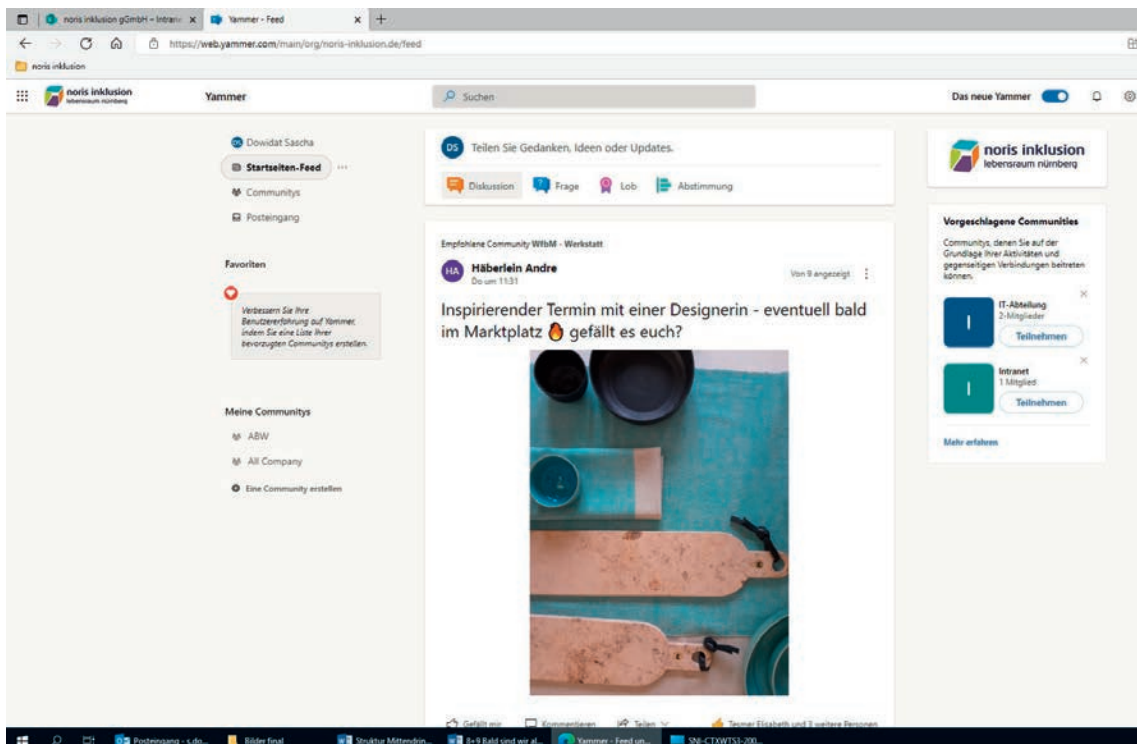 noris inklusion gGmbH – Intrane
Yammer - Feed
https://web.yammer.com/main/org/noris-inklusion.de/feed
noris inklusion
noris inklusion
lebensraum nürnberg
Yammer
Suchen
Das neue Yammer
DS Dowidat Sascha
Startseiten-Feed
Communitys
Posteingang
Favoriten
Verbessern Sie Ihre
Benutzererfahrung auf Yammer,
indem Sie eine Liste Ihrer
bevorzugten Communitys erstellen.
Meine Communitys
ABW
All Company
Eine Community erstellen
DS Teilen Sie Gedanken, Ideen oder Updates.
Diskussion Frage Lob Abstimmung
Empfohlene Community WfbM - Werkstatt
HA Häberlein Andre
Do um 11:31
Von 9 angezeigt
Inspirierender Termin mit einer Designerin - eventuell bald
im Marktplatz 🔥 gefällt es euch?
Gefällt mir Kommentieren Teilen Tesmer Elisabeth und 3 weitere Personen
noris inklusion
lebensraum nürnberg
Vorgeschlagene Communities
Communitys, denen Sie auf der
Grundlage Ihrer Aktivitäten und
gegenseitigen Verbindungen beitreten
können.
I IT-Abteilung
2-Mitglieder
Teilnehmen
I Intranet
1 Mitglied
Teilnehmen
Mehr erfahren
Posteingang - s.do... Bilder final Struktur Mittendrin... 8+9 Bald sind wir al... Yammer - Feed un... SNI-CTXWTS3-200...